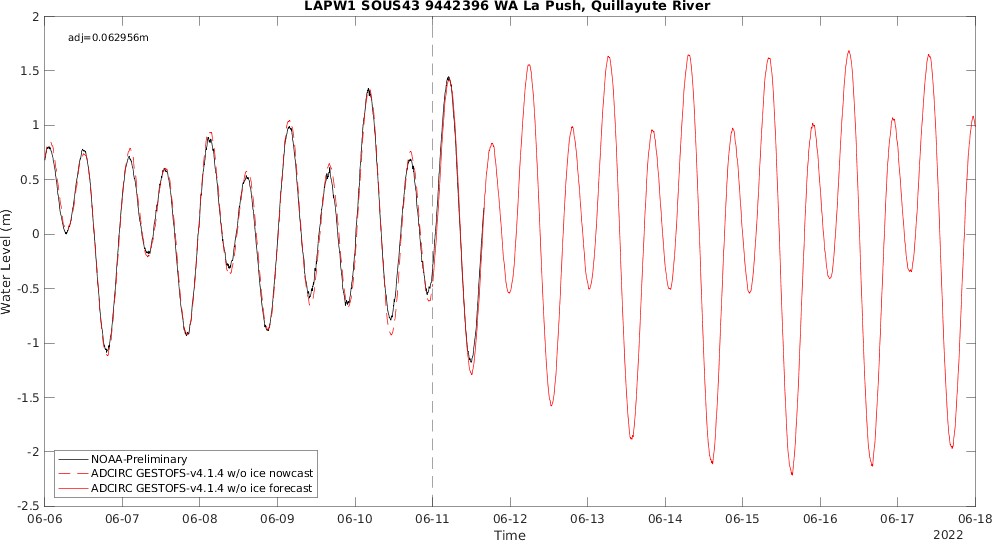 LAPW1 SOUS43 9442396 WA La Push, Quillayute River
adj=0.062956m
2
1.5
1
0.5
0
-0.5
-1
-1.5
-2
-2.5
Water Level (m)
NOAA-Preliminary
ADCIRC GESTOFS-v4.1.4 w/o ice nowcast
ADCIRC GESTOFS-v4.1.4 w/o ice forecast
06-06 06-07 06-08 06-09 06-10 06-11 06-12 06-13 06-14 06-15 06-16 06-17 06-18
Time
2022